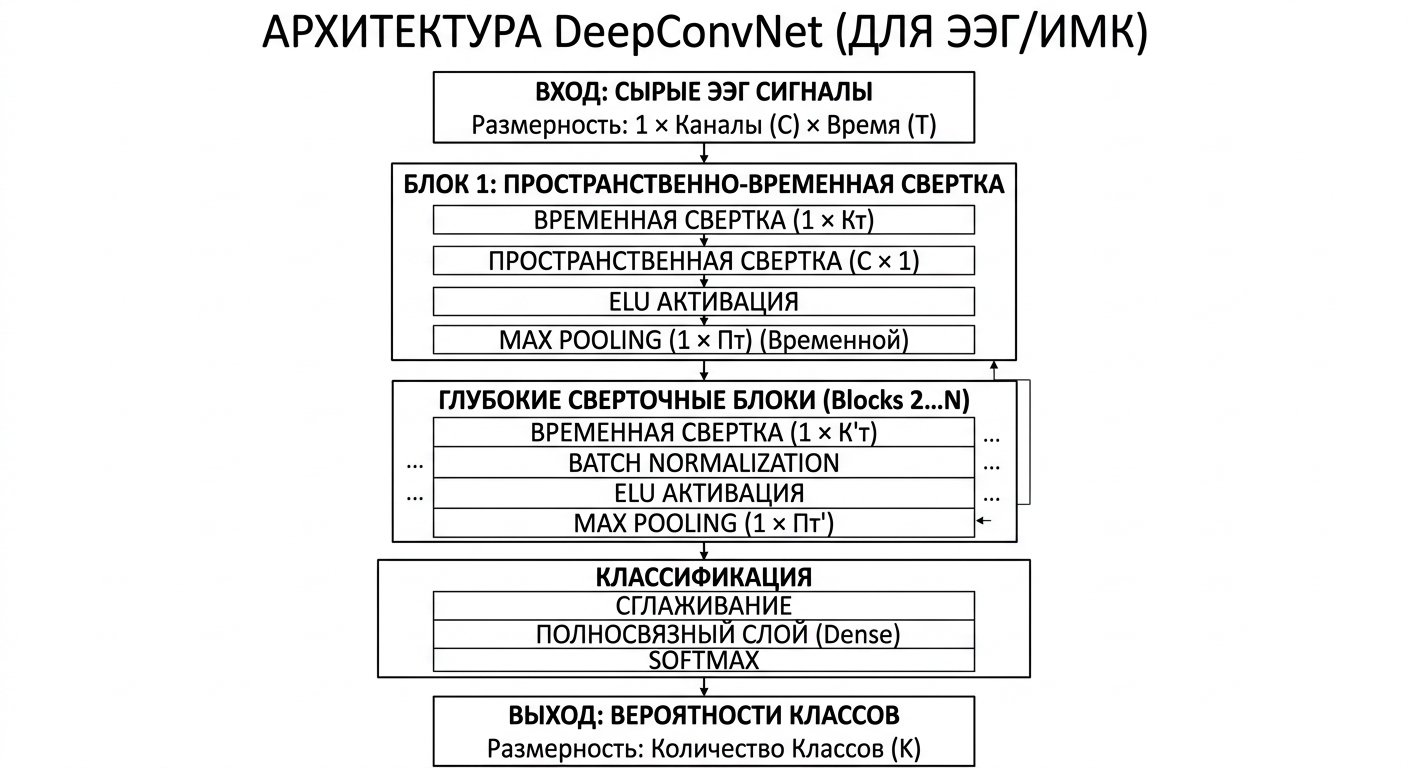 АРХИТЕКТУРА DeepConvNet (ДЛЯ ЭЭГ/ИМК)
ВХОД: СЫРЫЕ ЭЭГ СИГНАЛЫ
Размерность: 1 × Каналы (C) × Время (T)
БЛОК 1: ПРОСТРАНСТВЕННО-ВРЕМЕННАЯ СВЕРТКА
ВРЕМЕННАЯ СВЕРТКА (1 × Кт)
ПРОСТРАНСТВЕННАЯ СВЕРТКА (C × 1)
ELU АКТИВАЦИЯ
MAX POOLING (1 × Пт) (Временной)
ГЛУБОКИЕ СВЕРТОЧНЫЕ БЛОКИ (Blocks 2...N)
ВРЕМЕННАЯ СВЕРТКА (1 × К'т) ...
... BATCH NORMALIZATION ...
... ELU АКТИВАЦИЯ ...
MAX POOLING (1 × Пт')
КЛАССИФИКАЦИЯ
СГЛАЖИВАНИЕ
ПОЛНОСВЯЗНЫЙ СЛОЙ (Dense)
SOFTMAX
ВЫХОД: ВЕРОЯТНОСТИ КЛАССОВ
Размерность: Количество Классов (K)